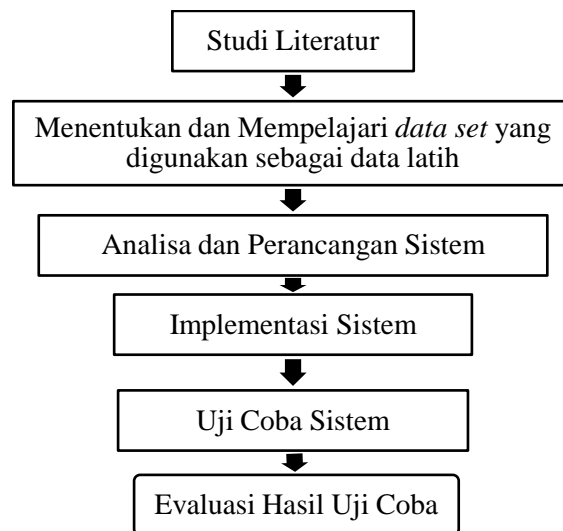 Studi Literatur
Menentukan dan Mempelajari data set yang
digunakan sebagai data latih
Analisa dan Perancangan Sistem
Implementasi Sistem
Uji Coba Sistem
Evaluasi Hasil Uji Coba